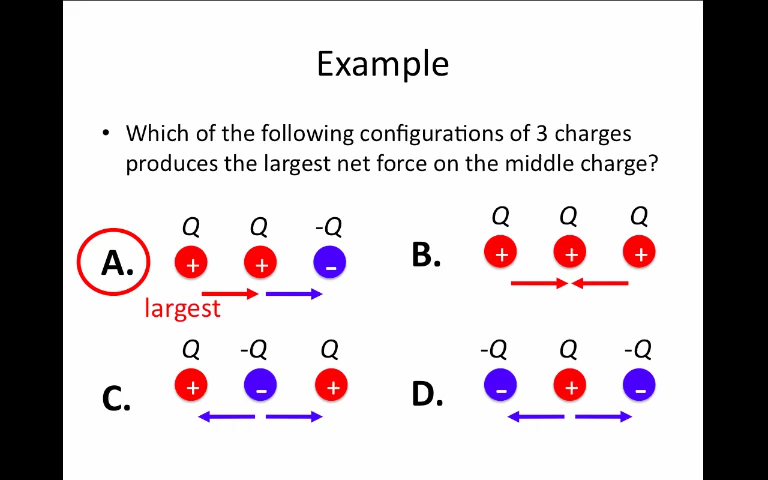 Example
• Which of the following configurations of 3 charges
produces the largest net force on the middle charge?
Q Q -Q
A. + + -
largest
Q Q Q
B. + + +
Q -Q Q
C. + - +
-Q Q -Q
D. - + -